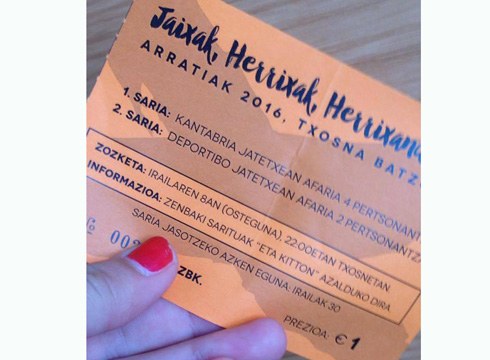 Jaixak, Herrixak, Herrixana
ARRATIAK 2016, TXOSNA BATZ
1. SARIA: KANTABRIA JATETXEAN AFARIA 4 PERTSONANT
2. SARIA: DEPORTIBO JATETXEAN AFARIA 2 PERTSONANTZ
ZOZKETA: IRAILAREN 8AN (OSTEGUNA), 22:00ETAN TXOSNETAN
INFORMAZIOA: ZENBAKI SARITUAK "ETA KITTON" AZALDUKO DIRA
SARIA JASOTZEKO AZKEN EGUNA: IRAILAK 30
ZBK.
PREZIOA: € 1